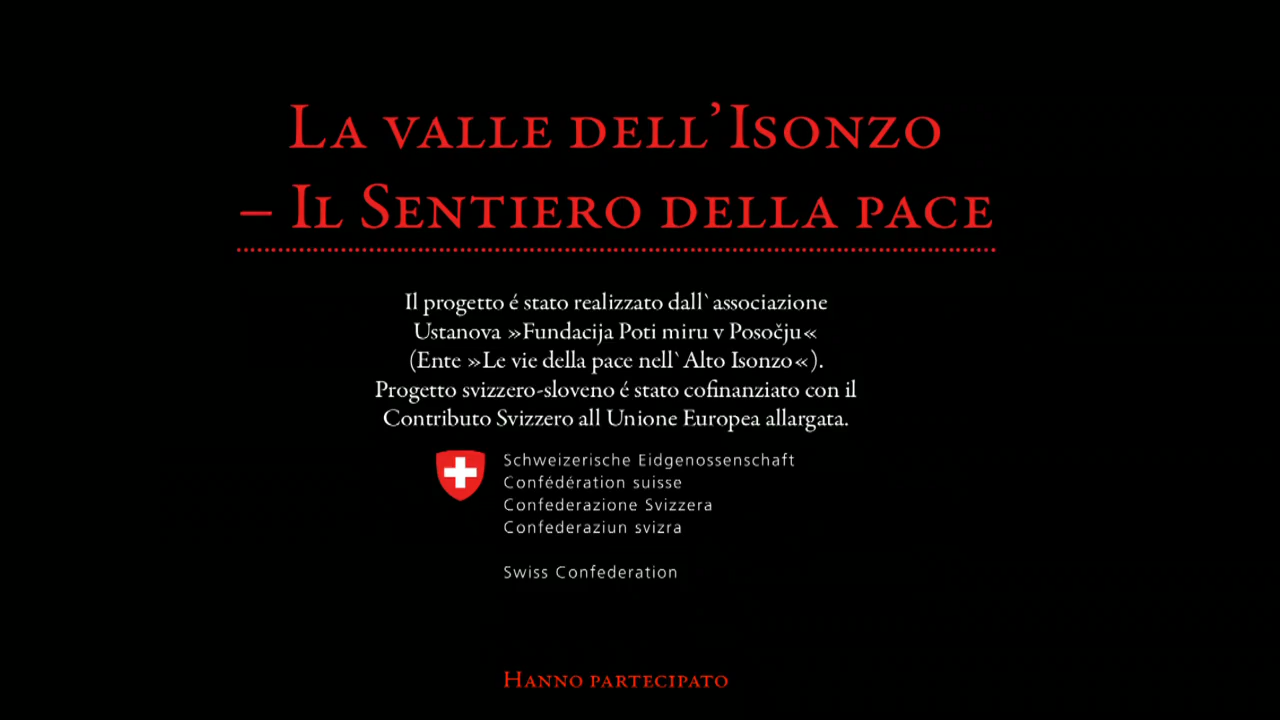 La valle dell’Isonzo
– Il Sentiero della pace
Il progetto é stato realizzato dall`associazione
Ustanova »Fundacija Poti miru v Posočju«
(Ente »Le vie della pace nell`Alto Isonzo«).
Progetto svizzero-sloveno é stato cofinanziato con il
Contributo Svizzero all Unione Europea allargata.
Schweizerische Eidgenossenschaft
Confédération suisse
Confederazione Svizzera
Confederaziun svizra
Swiss Confederation
Hanno partecipato